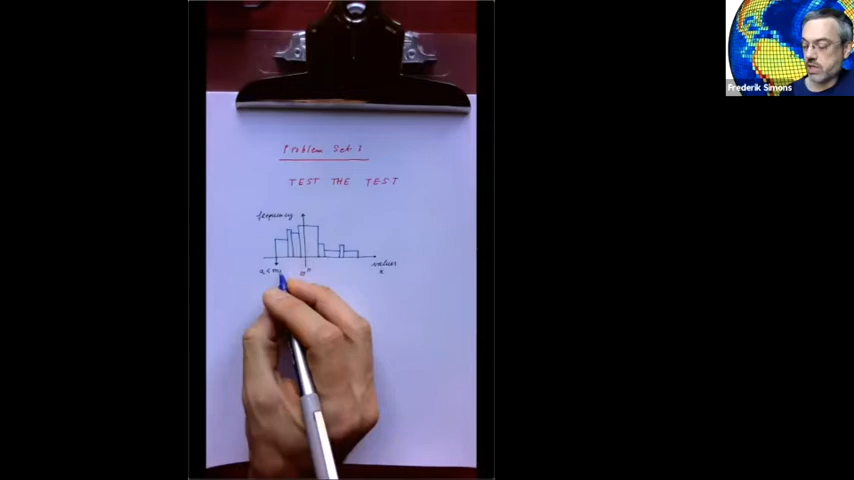 Frederik Simons
Problem Set 1
TEST THE TEST
frequency
values
x